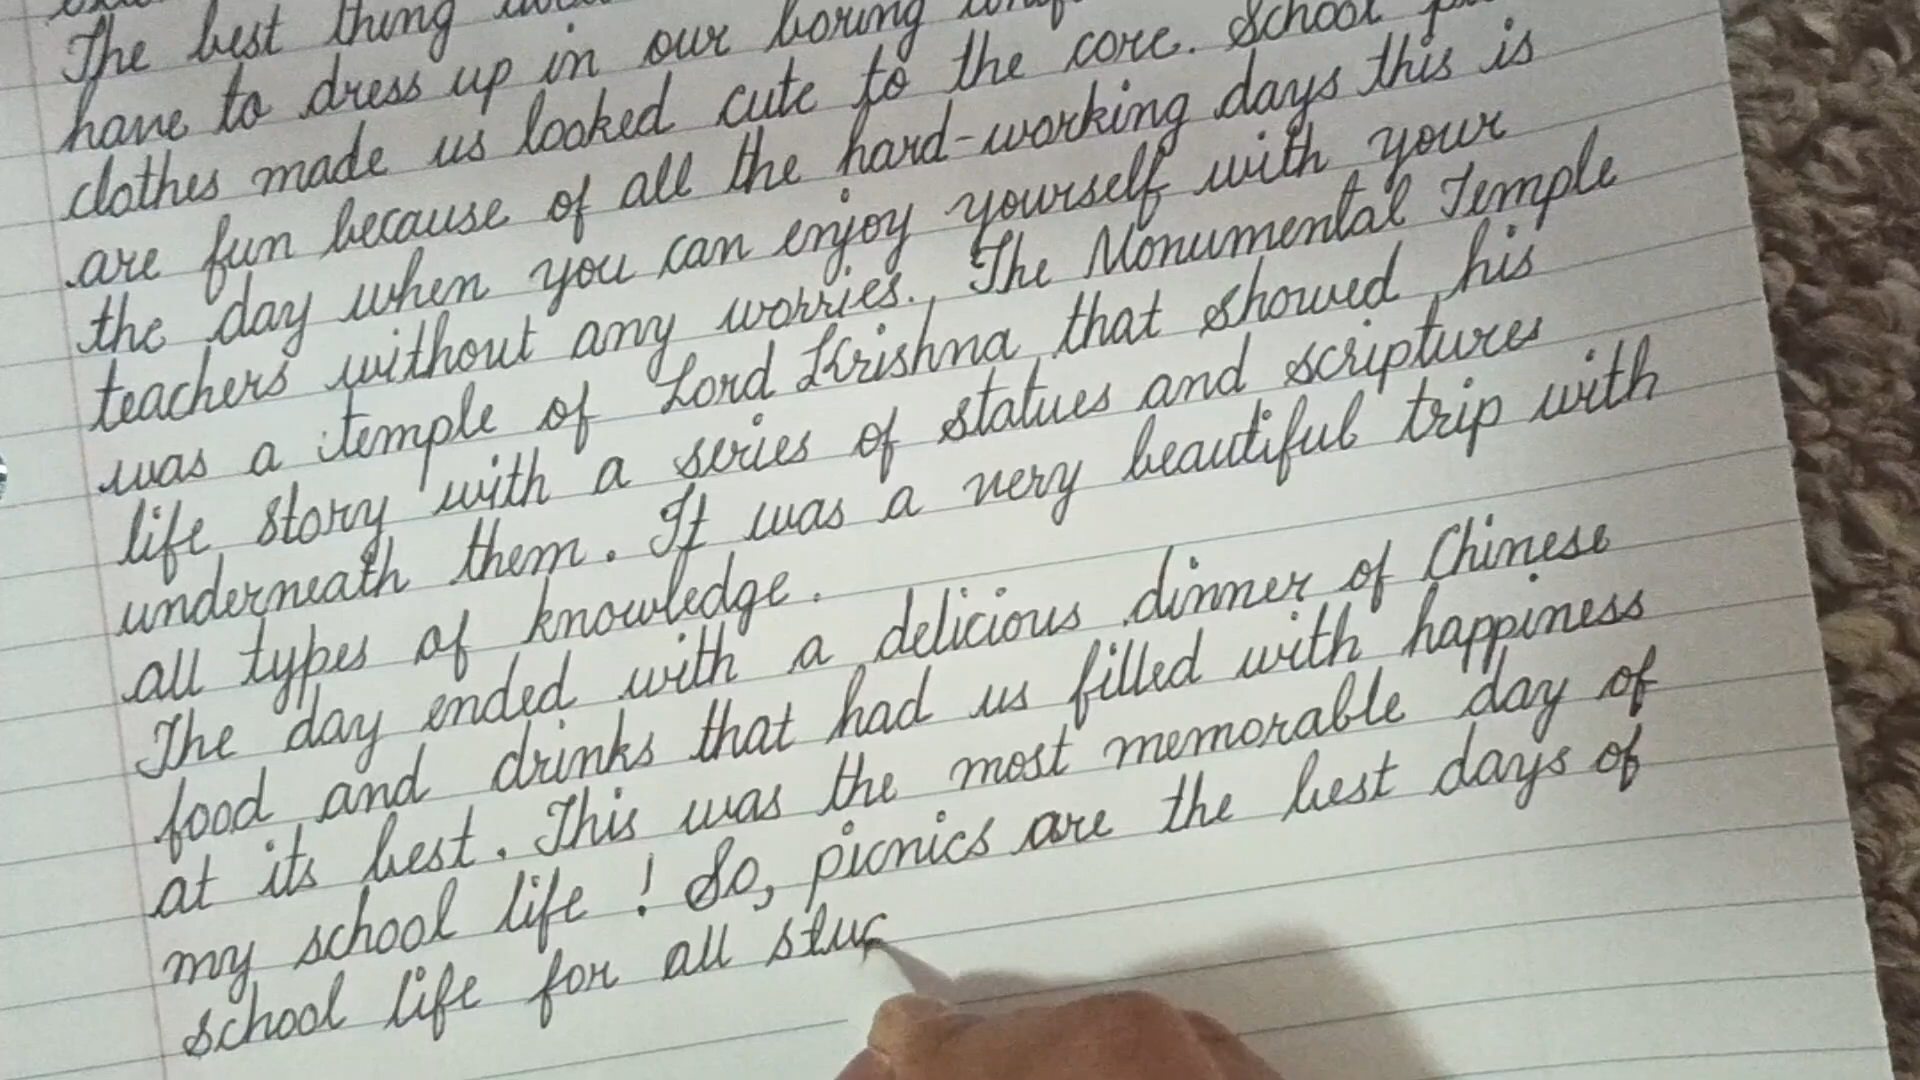 The best thing
have to dress up in our boring
clothes made us looked cute to the core. School
are fun because of all the hard-working days this is
the day when you can enjoy yourself with your
teachers without any worries. The Monumental Temple
was a temple of Lord Krishna that showed his
life story with a series of statues and scriptures
underneath them. It was a very beautiful trip with
all types of knowledge.
The day ended with a delicious dinner of Chinese
food and drinks that had us filled with happiness
at its best. This was the most memorable day of
my school life! So, picnics are the best days of
school life for all stud